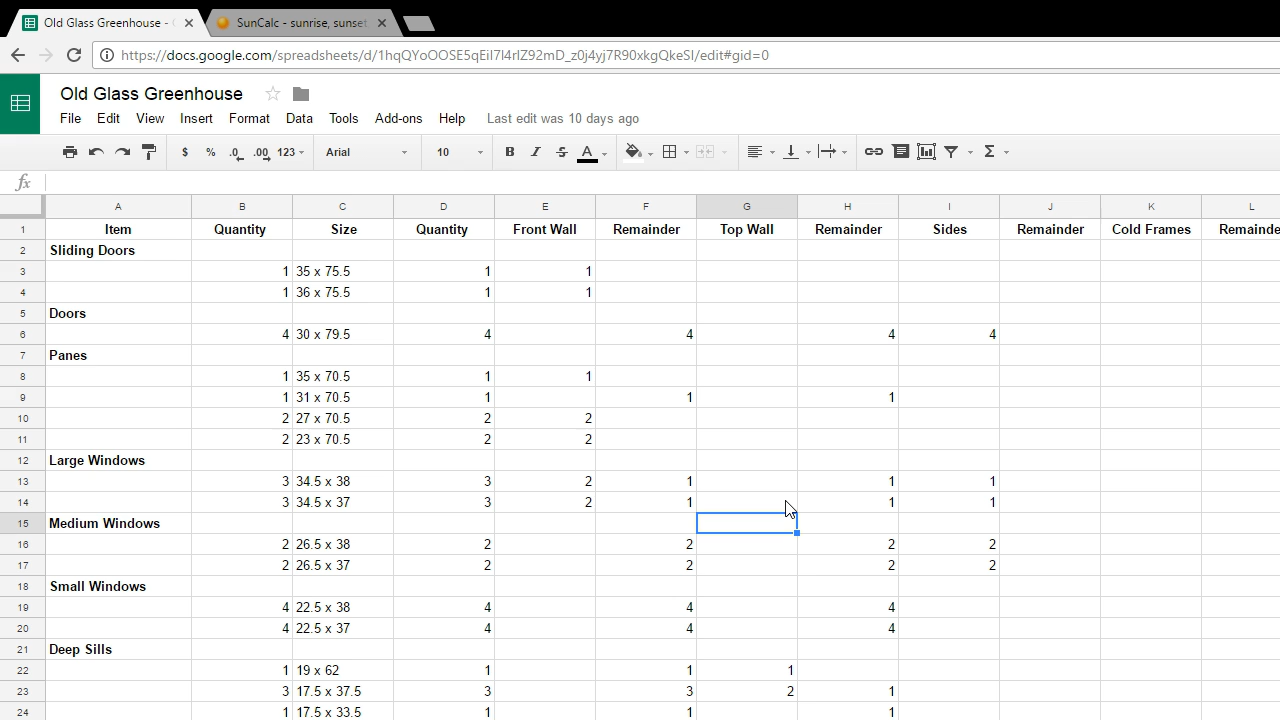 Old Glass Greenhouse -
SunCalc - sunrise, sunset
https://docs.google.com/spreadsheets/d/1hqQYoOOSE5qEiI7I4rlZ92mD_z0j4yj7R90xkgQkeSI/edit#gid=0
Old Glass Greenhouse
File Edit View Insert Format Data Tools Add-ons Help Last edit was 10 days ago
$ % .0 .00 123 Arial 10 B I S A Σ
fx
A B C D E F G H I J K L
1 Item Quantity Size Quantity Front Wall Remainder Top Wall Remainder Sides Remainder Cold Frames Remainde
2 Sliding Doors
3 1 35 x 75.5 1 1
4 1 36 x 75.5 1 1
5 Doors
6 4 30 x 79.5 4 4 4 4
7 Panes
8 1 35 x 70.5 1 1
9 1 31 x 70.5 1 1 1
10 2 27 x 70.5 2 2
11 2 23 x 70.5 2 2
12 Large Windows
13 3 34.5 x 38 3 2 1 1 1
14 3 34.5 x 37 3 2 1 1 1
15 Medium Windows
16 2 26.5 x 38 2 2 2 2
17 2 26.5 x 37 2 2 2 2
18 Small Windows
19 4 22.5 x 38 4 4 4
20 4 22.5 x 37 4 4 4
21 Deep Sills
22 1 19 x 62 1 1 1
23 3 17.5 x 37.5 3 3 2 1
24 1 17.5 x 33.5 1 1 1